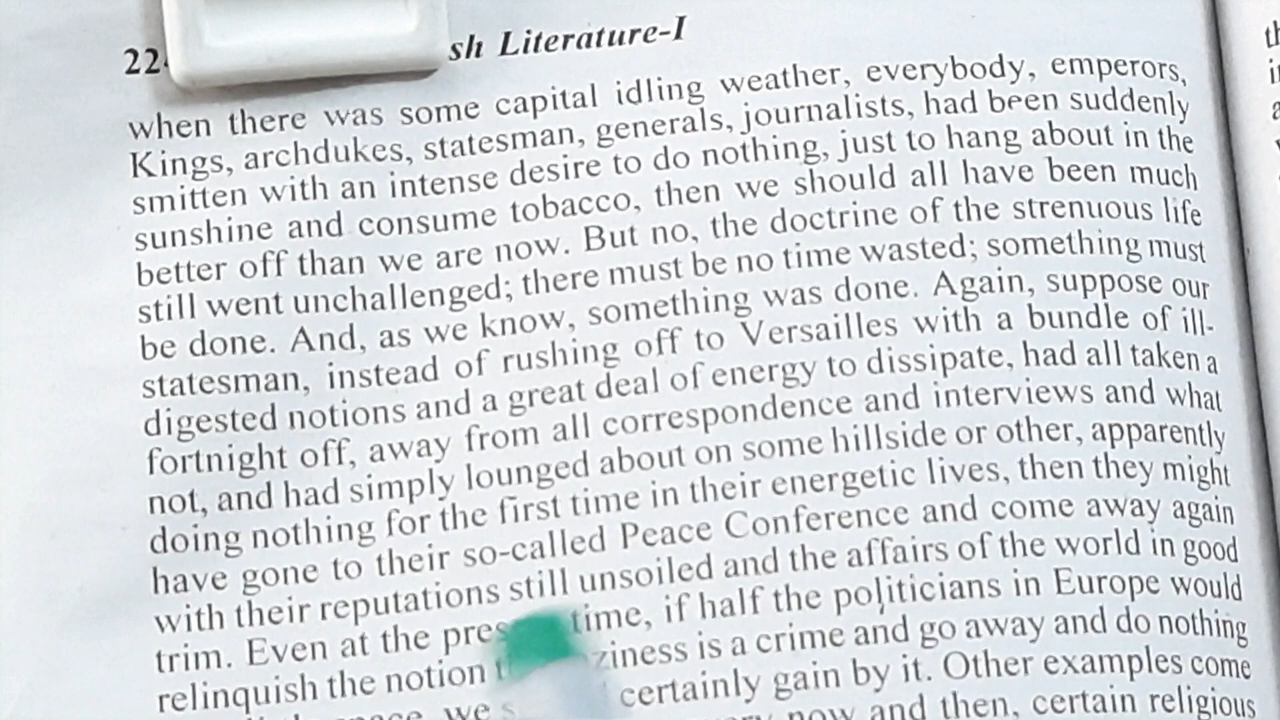 22
sh Literature-I
when there was some capital idling weather, everybody, emperors,
Kings, archdukes, statesman, generals, journalists, had been suddenly
smitten with an intense desire to do nothing, just to hang about in the
sunshine and consume tobacco, then we should all have been much
better off than we are now. But no, the doctrine of the strenuous life
still went unchallenged; there must be no time wasted; something must
be done. And, as we know, something was done. Again, suppose our
statesman, instead of rushing off to Versailles with a bundle of ill-
digested notions and a great deal of energy to dissipate, had all taken a
fortnight off, away from all correspondence and interviews and what
not, and had simply lounged about on some hillside or other, apparently
doing nothing for the first time in their energetic lives, then they might
have gone to their so-called Peace Conference and come away again
with their reputations still unsoiled and the affairs of the world in good
trim. Even at the pres time, if half the politicians in Europe would
relinquish the notion ziness is a crime and go away and do nothing
we certainly gain by it. Other examples come
now and then, certain religious